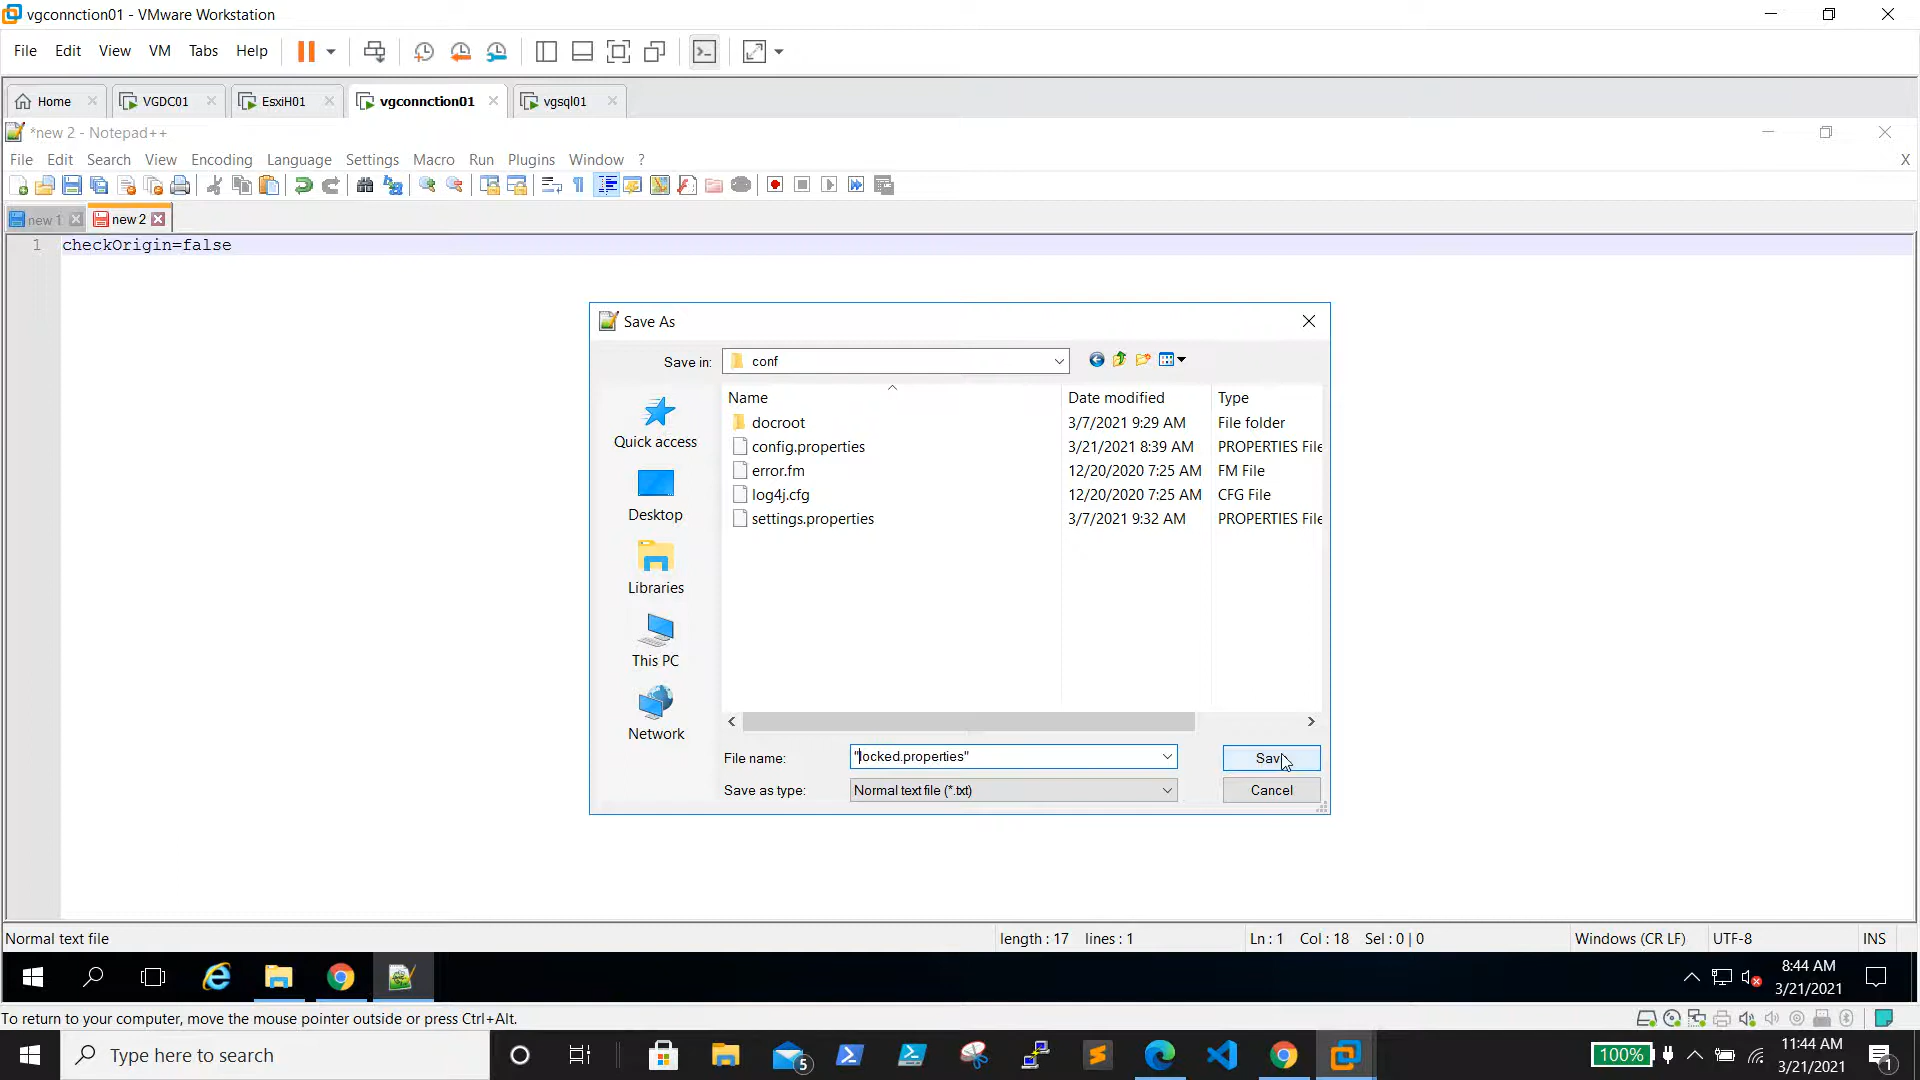 vgconnction01 - VMware Workstation
File Edit View VM Tabs Help
Home VGDC01 EsxiH01 vgconnction01 vgsql01
*new 2 - Notepad++
File Edit Search View Encoding Language Settings Macro Run Plugins Window ? X
new 1 new 2
1 checkOrigin=false
Save As
Save in: conf
Name Date modified Type
docroot 3/7/2021 9:29 AM File folder
config.properties 3/21/2021 8:39 AM PROPERTIES File
error.fm 12/20/2020 7:25 AM FM File
log4j.cfg 12/20/2020 7:25 AM CFG File
settings.properties 3/7/2021 9:32 AM PROPERTIES File
Quick access
Desktop
Libraries
This PC
Network
File name: "locked.properties" Save
Save as type: Normal text file (*.txt) Cancel
Normal text file length : 17 lines : 1 Ln : 1 Col : 18 Sel : 0 | 0 Windows (CR LF) UTF-8 INS
8:44 AM
3/21/2021
To return to your computer, move the mouse pointer outside or press Ctrl+Alt.
Type here to search
5
100%
11:44 AM
3/21/2021
1